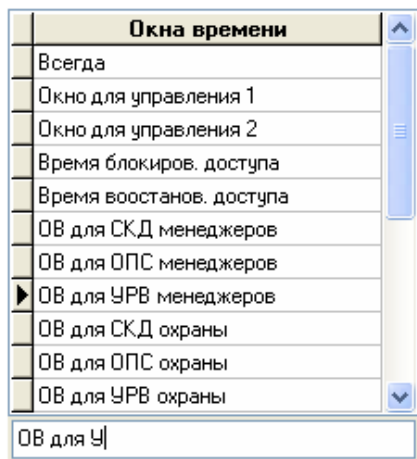 Окна времени
Всегда
Окно для управления 1
Окно для управления 2
Время блокиров. доступа
Время воостанов. доступа
ОВ для СКД менеджеров
ОВ для ОПС менеджеров
ОВ для УРВ менеджеров
ОВ для СКД охраны
ОВ для ОПС охраны
ОВ для УРВ охраны
ОВ для У